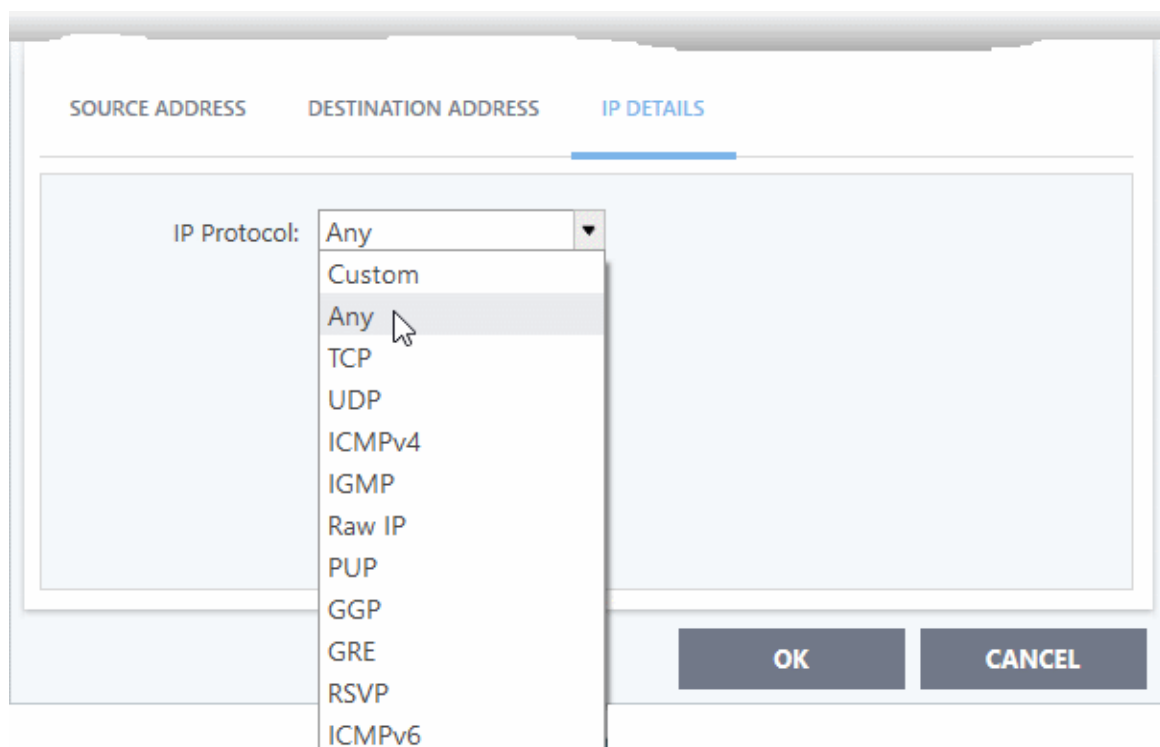 SOURCE ADDRESS DESTINATION ADDRESS IP DETAILS
IP Protocol: Any
Custom
Any
TCP
UDP
ICMPv4
IGMP
Raw IP
PUP
GGP
GRE
RSVP
ICMPv6
OK CANCEL